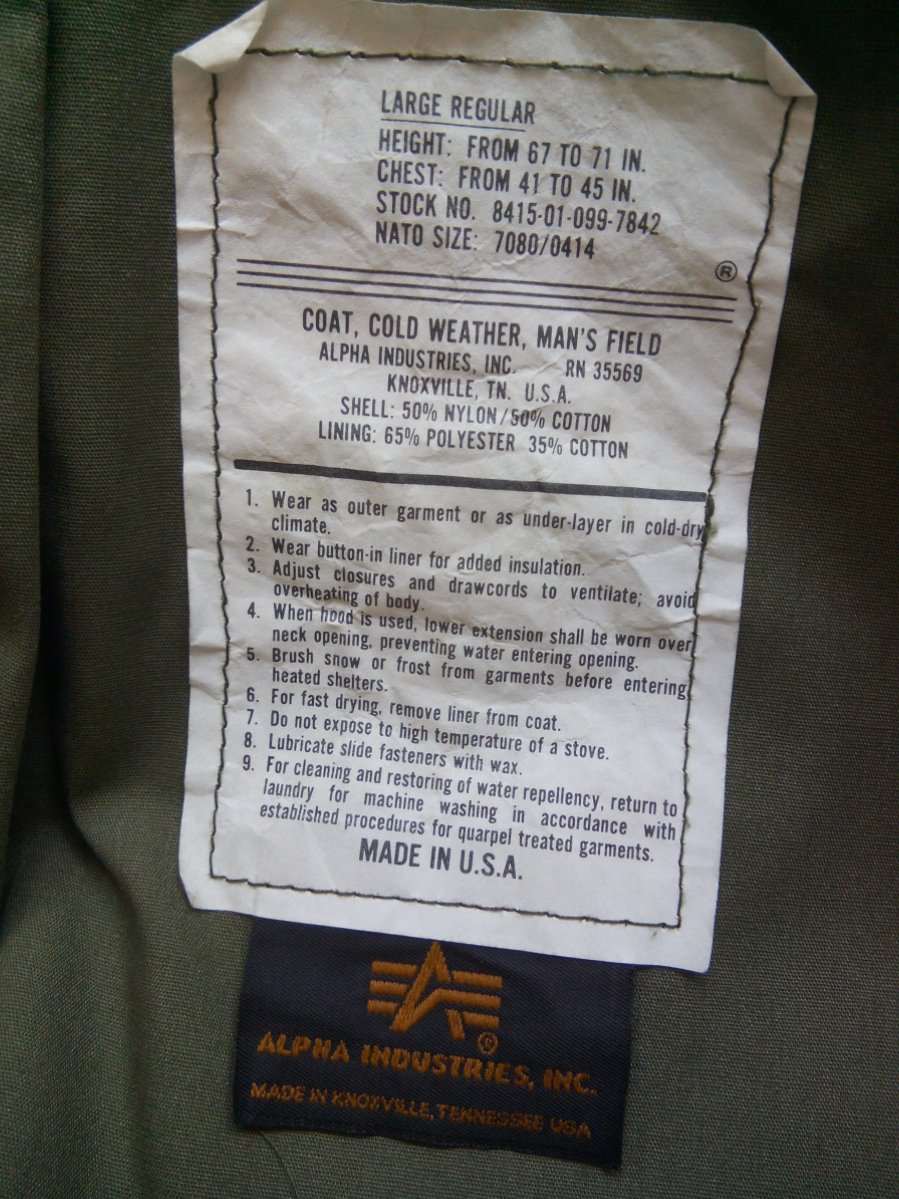 LARGE REGULAR
HEIGHT: FROM 67 TO 71 IN.
CHEST: FROM 41 TO 45 IN.
STOCK NO. 8415-01-099-7842
NATO SIZE: 7080/0414
®
COAT, COLD WEATHER, MAN'S FIELD
ALPHA INDUSTRIES, INC. RN 35569
KNOXVILLE, TN. U.S.A.
SHELL: 50% NYLON/50% COTTON
LINING: 65% POLYESTER 35% COTTON
1. Wear as outer garment or as under-layer in cold-dry
climate.
2. Wear button-in liner for added insulation.
3. Adjust closures and drawcords to ventilate; avoid
overheating of body.
4. When hood is used, lower extension shall be worn over
neck opening, preventing water entering opening.
5. Brush snow or frost from garments before entering
heated shelters.
6. For fast drying, remove liner from coat.
7. Do not expose to high temperature of a stove.
8. Lubricate slide fasteners with wax.
9. For cleaning and restoring of water repellency, return to
laundry for machine washing in accordance with
established procedures for quarpel treated garments.
MADE IN U.S.A.
®
ALPHA INDUSTRIES, INC.
MADE IN KNOXVILLE, TENNESSEE USA